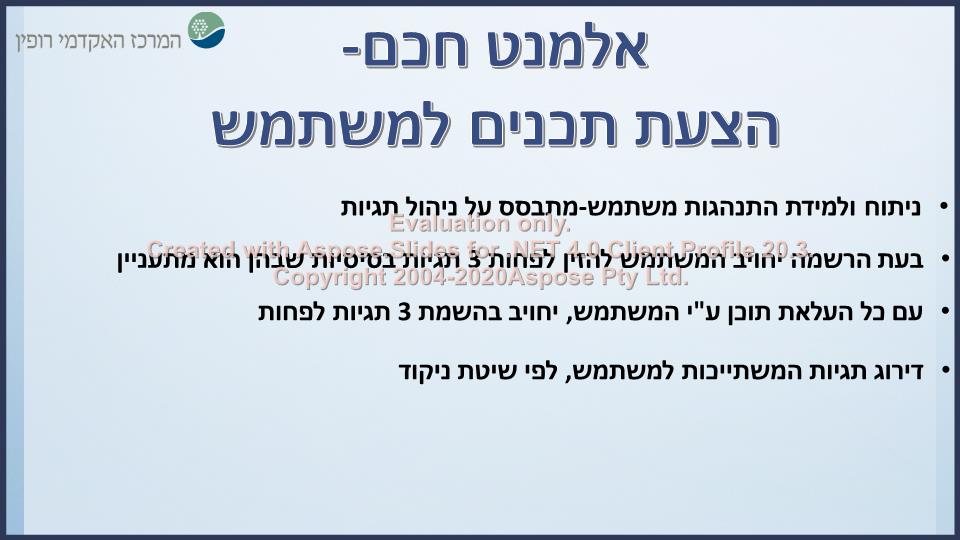 המרכז האקדמי רופין
אלמנט חכם-
הצעת תכנים למשתמש
• ניתוח ולמידת התנהגות משתמש-מתבסס על ניהול תגיות
Evaluation only.
Created with Aspose.Slides for .NET 4.0 Client Profile 20.3.
• בעת הרשמה יחויב המשתמש להזין לפחות 3 תגיות בסיסיות שבהן הוא מתעניין
Copyright 2004-2020Aspose Pty Ltd.
• עם כל העלאת תוכן ע"י המשתמש, יחויב בהשמת 3 תגיות לפחות
• דירוג תגיות המשתייכות למשתמש, לפי שיטת ניקוד